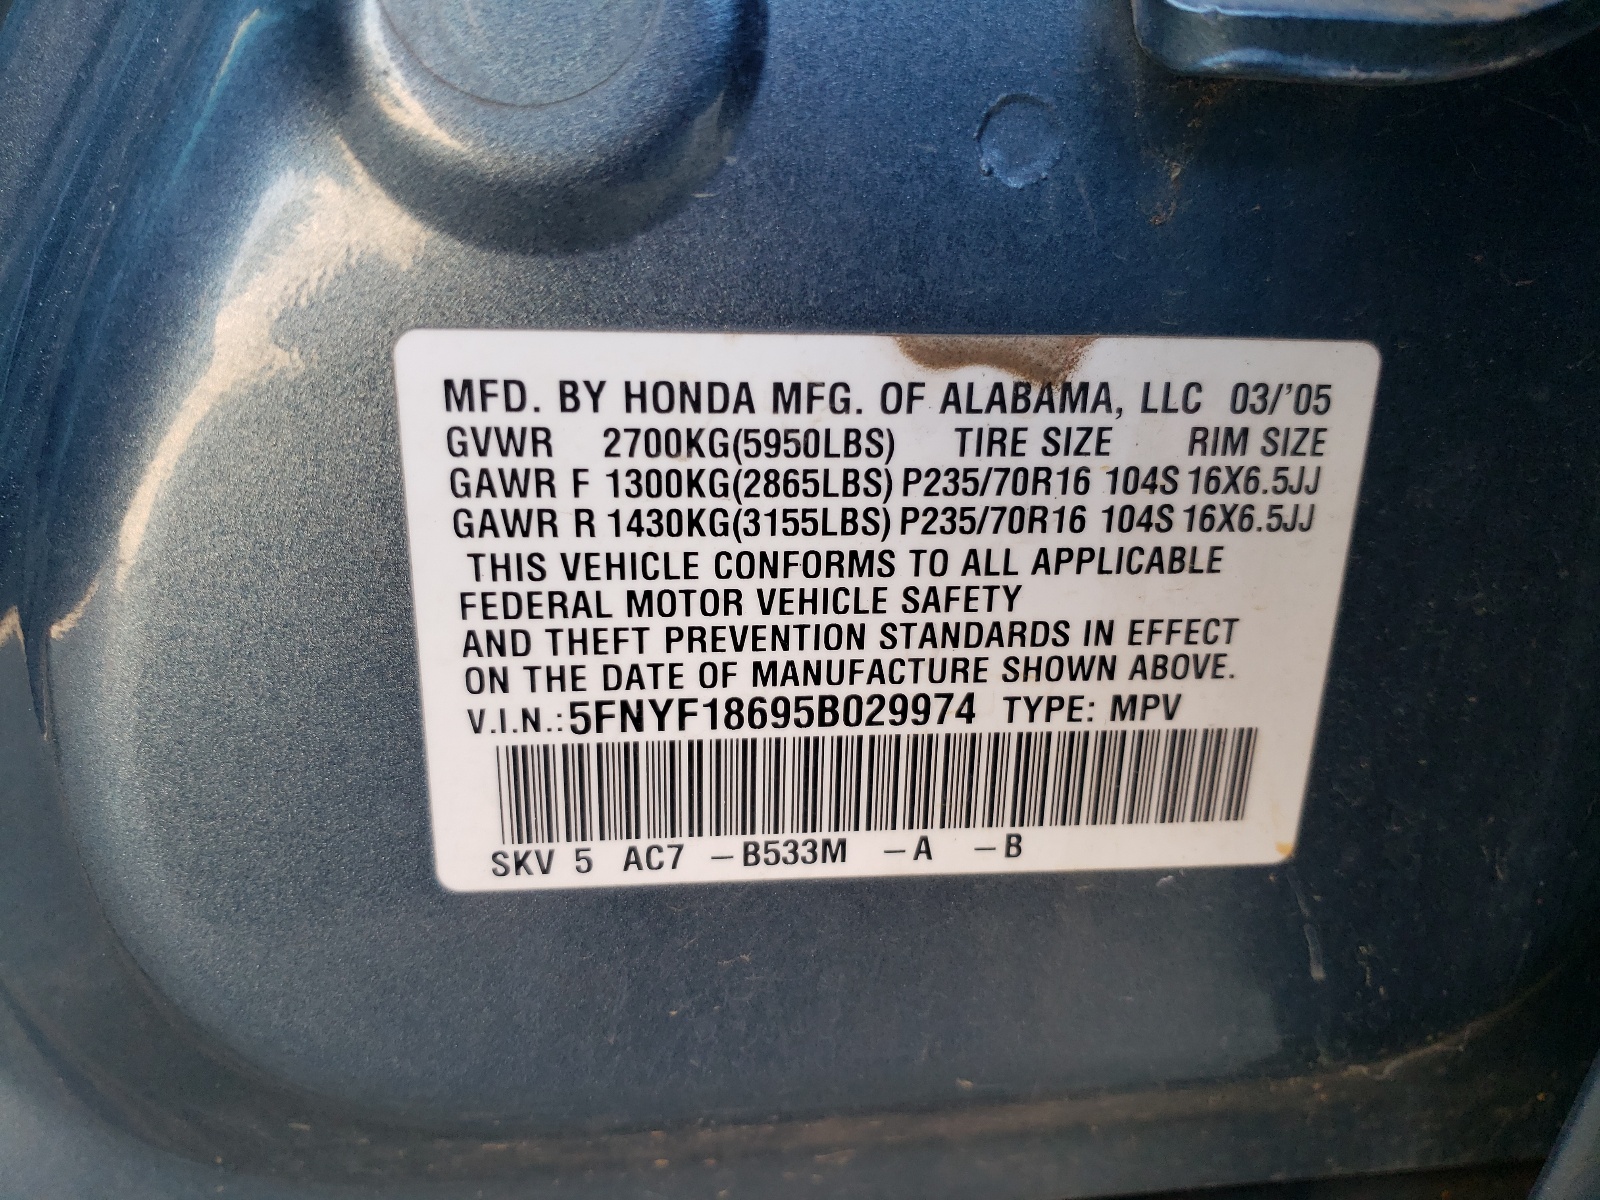 MFD. BY HONDA MFG. OF ALABAMA, LLC 03/'05
GVWR 2700KG(5950LBS) TIRE SIZE RIM SIZE
GAWR F 1300KG(2865LBS) P235/70R16 104S 16X6.5JJ
GAWR R 1430KG(3155LBS) P235/70R16 104S 16X6.5JJ
THIS VEHICLE CONFORMS TO ALL APPLICABLE
FEDERAL MOTOR VEHICLE SAFETY
AND THEFT PREVENTION STANDARDS IN EFFECT
ON THE DATE OF MANUFACTURE SHOWN ABOVE.
V.I.N.: 5FNYF18695B029974 TYPE: MPV
SKV 5 AC7 –B533M –A –B